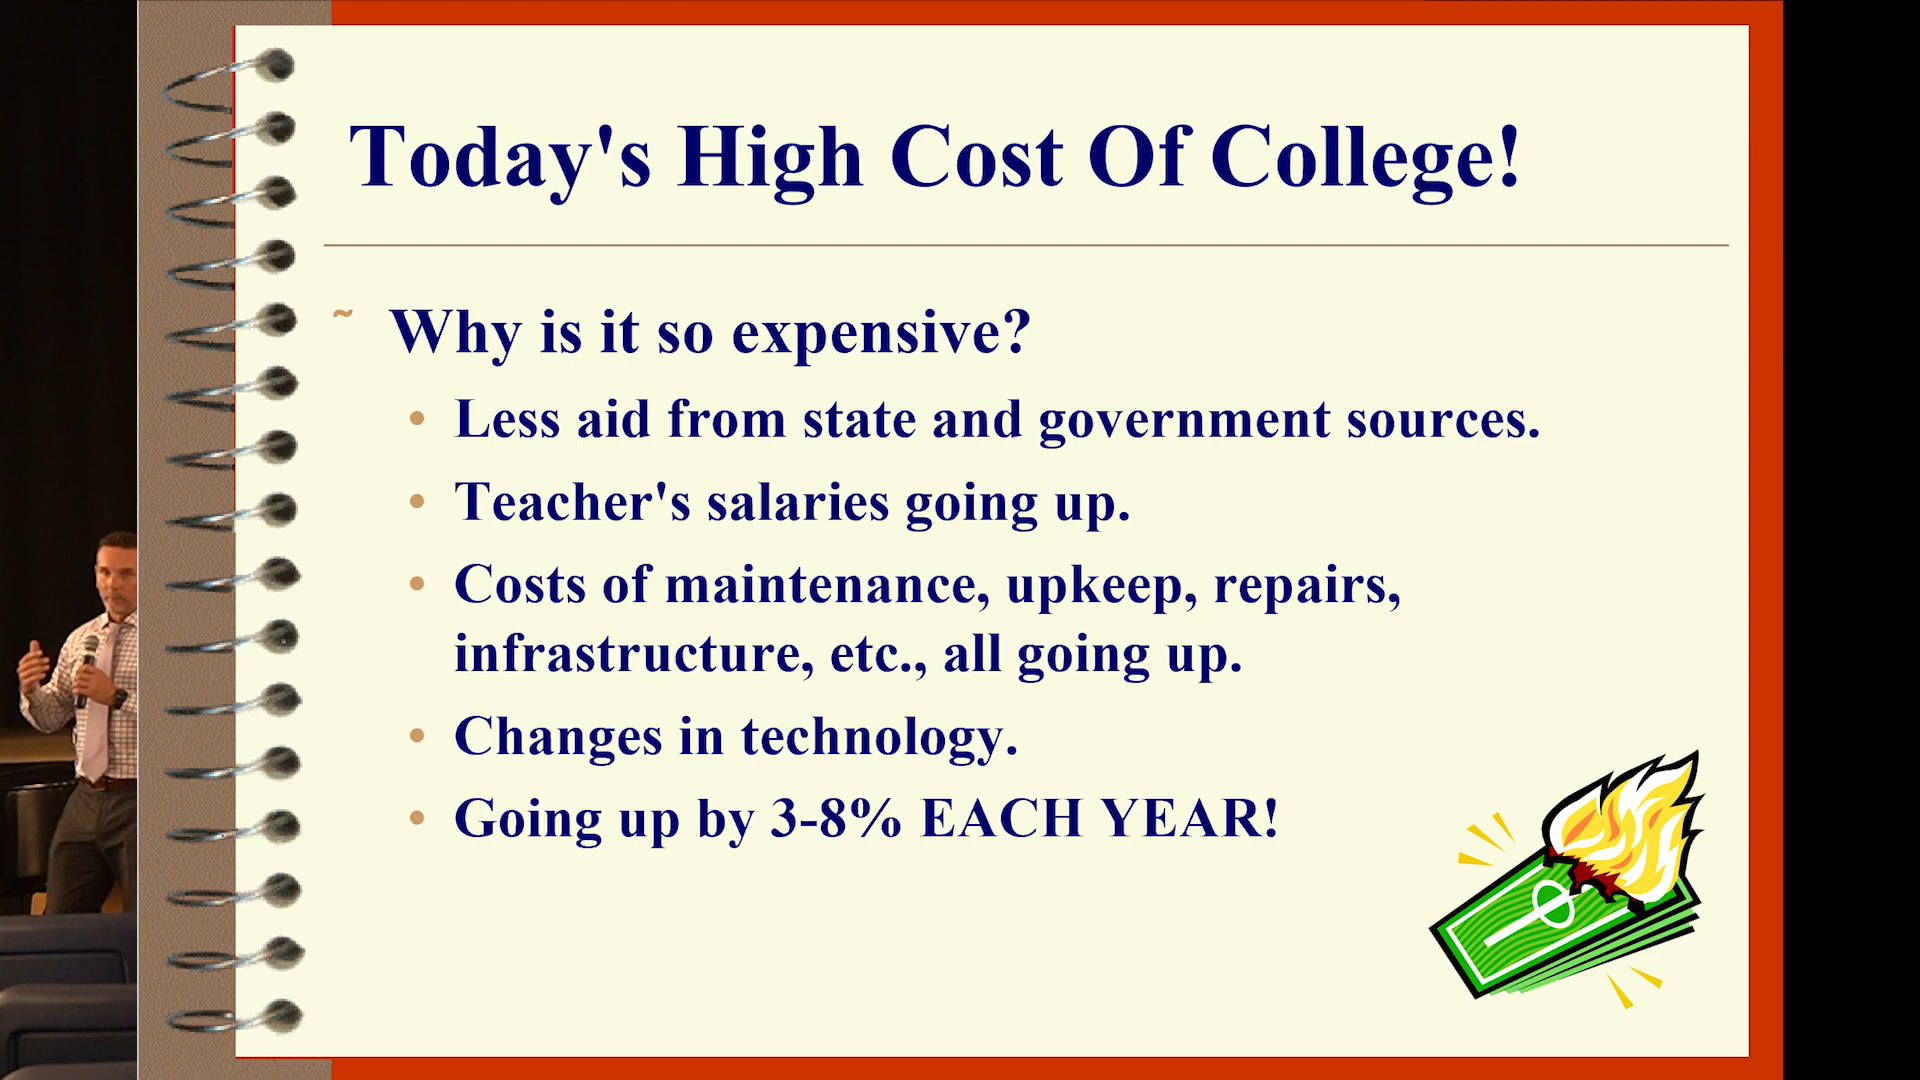 Today's High Cost Of College!
~ Why is it so expensive?
• Less aid from state and government sources.
• Teacher's salaries going up.
• Costs of maintenance, upkeep, repairs,
infrastructure, etc., all going up.
• Changes in technology.
• Going up by 3-8% EACH YEAR!